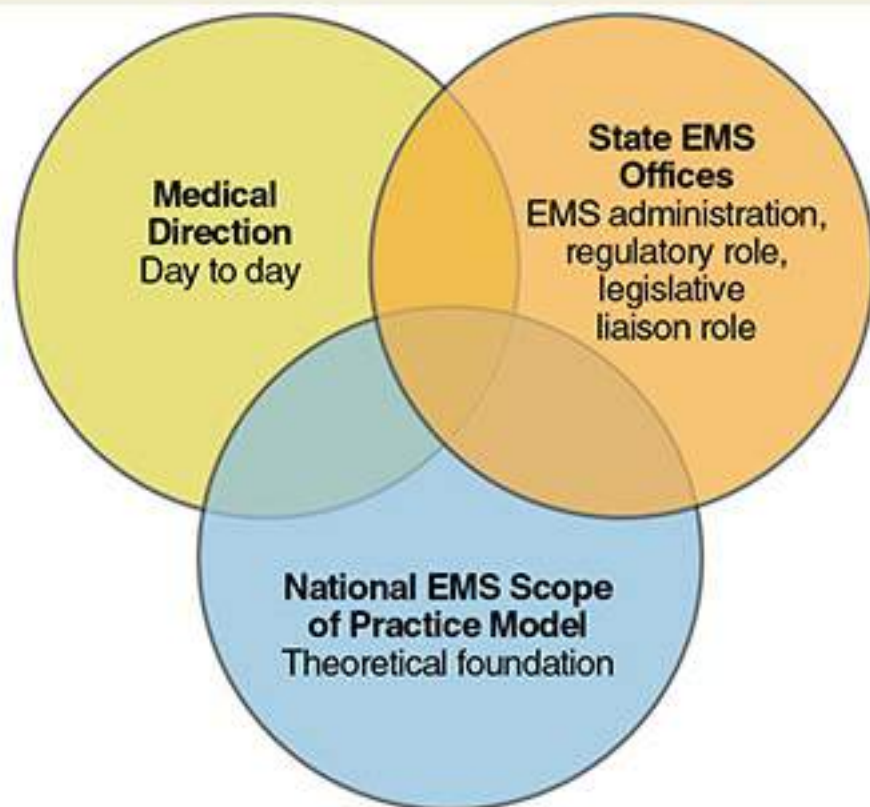 Medical
Direction
Day to day
State EMS
Offices
EMS administration,
regulatory role,
legislative
liaison role
National EMS Scope
of Practice Model
Theoretical foundation